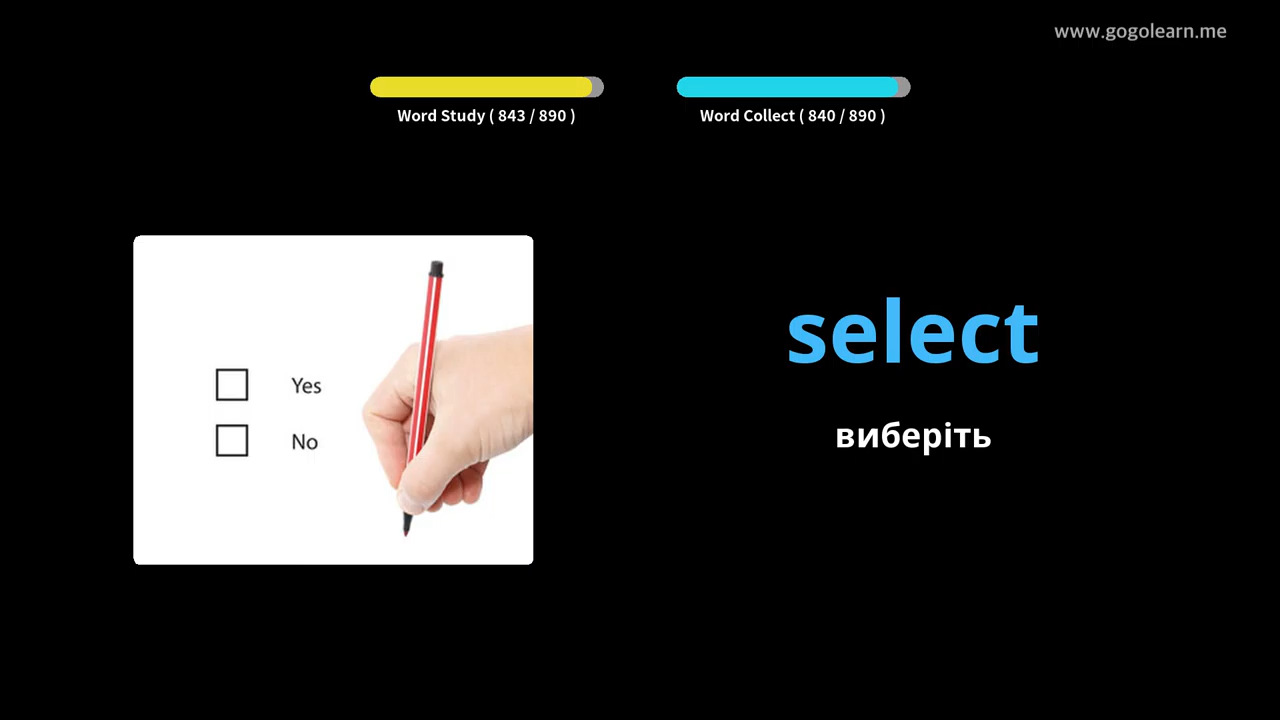 www.gogolearn.me
Word Study ( 843 / 890 )
Word Collect ( 840 / 890 )
Yes
No
select
виберіть